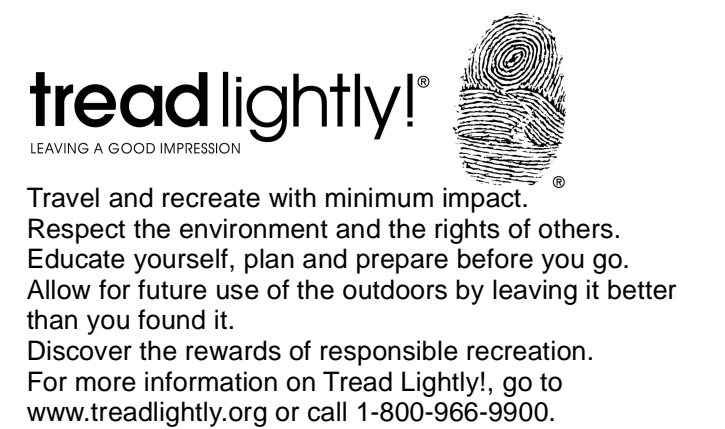 treadlightly!®
LEAVING A GOOD IMPRESSION
®
Travel and recreate with minimum impact.
Respect the environment and the rights of others.
Educate yourself, plan and prepare before you go.
Allow for future use of the outdoors by leaving it better
than you found it.
Discover the rewards of responsible recreation.
For more information on Tread Lightly!, go to
www.treadlightly.org or call 1-800-966-9900.